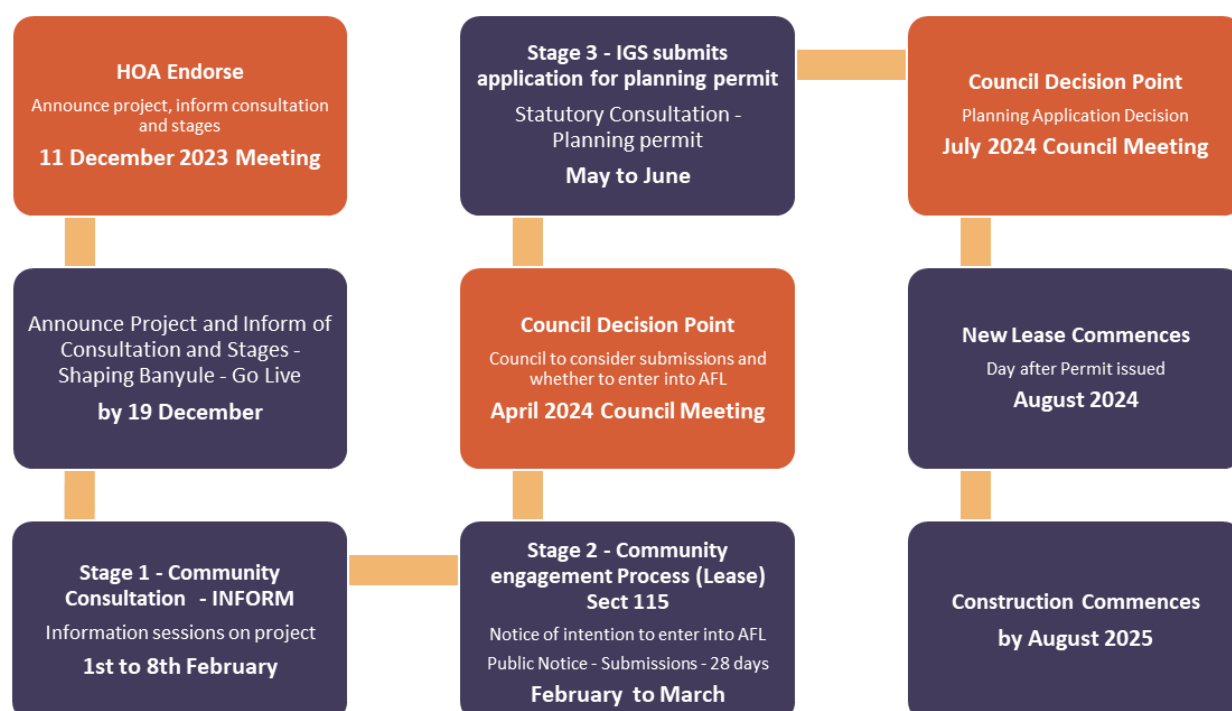 HOA Endorse
Announce project, inform consultation
and stages
11 December 2023 Meeting
Announce Project and Inform of
Consultation and Stages -
Shaping Banyule - Go Live
by 19 December
Stage 1 - Community
Consultation - INFORM
Information sessions on project
1st to 8th February
Stage 2 - Community
engagement Process (Lease)
Sect 115
Notice of intention to enter into AFL
Public Notice - Submissions - 28 days
February to March
Council Decision Point
Council to consider submissions and
whether to enter into AFL
April 2024 Council Meeting
Stage 3 - IGS submits
application for planning permit
Statutory Consultation -
Planning permit
May to June
Council Decision Point
Planning Application Decision
July 2024 Council Meeting
New Lease Commences
Day after Permit issued
August 2024
Construction Commences
by August 2025